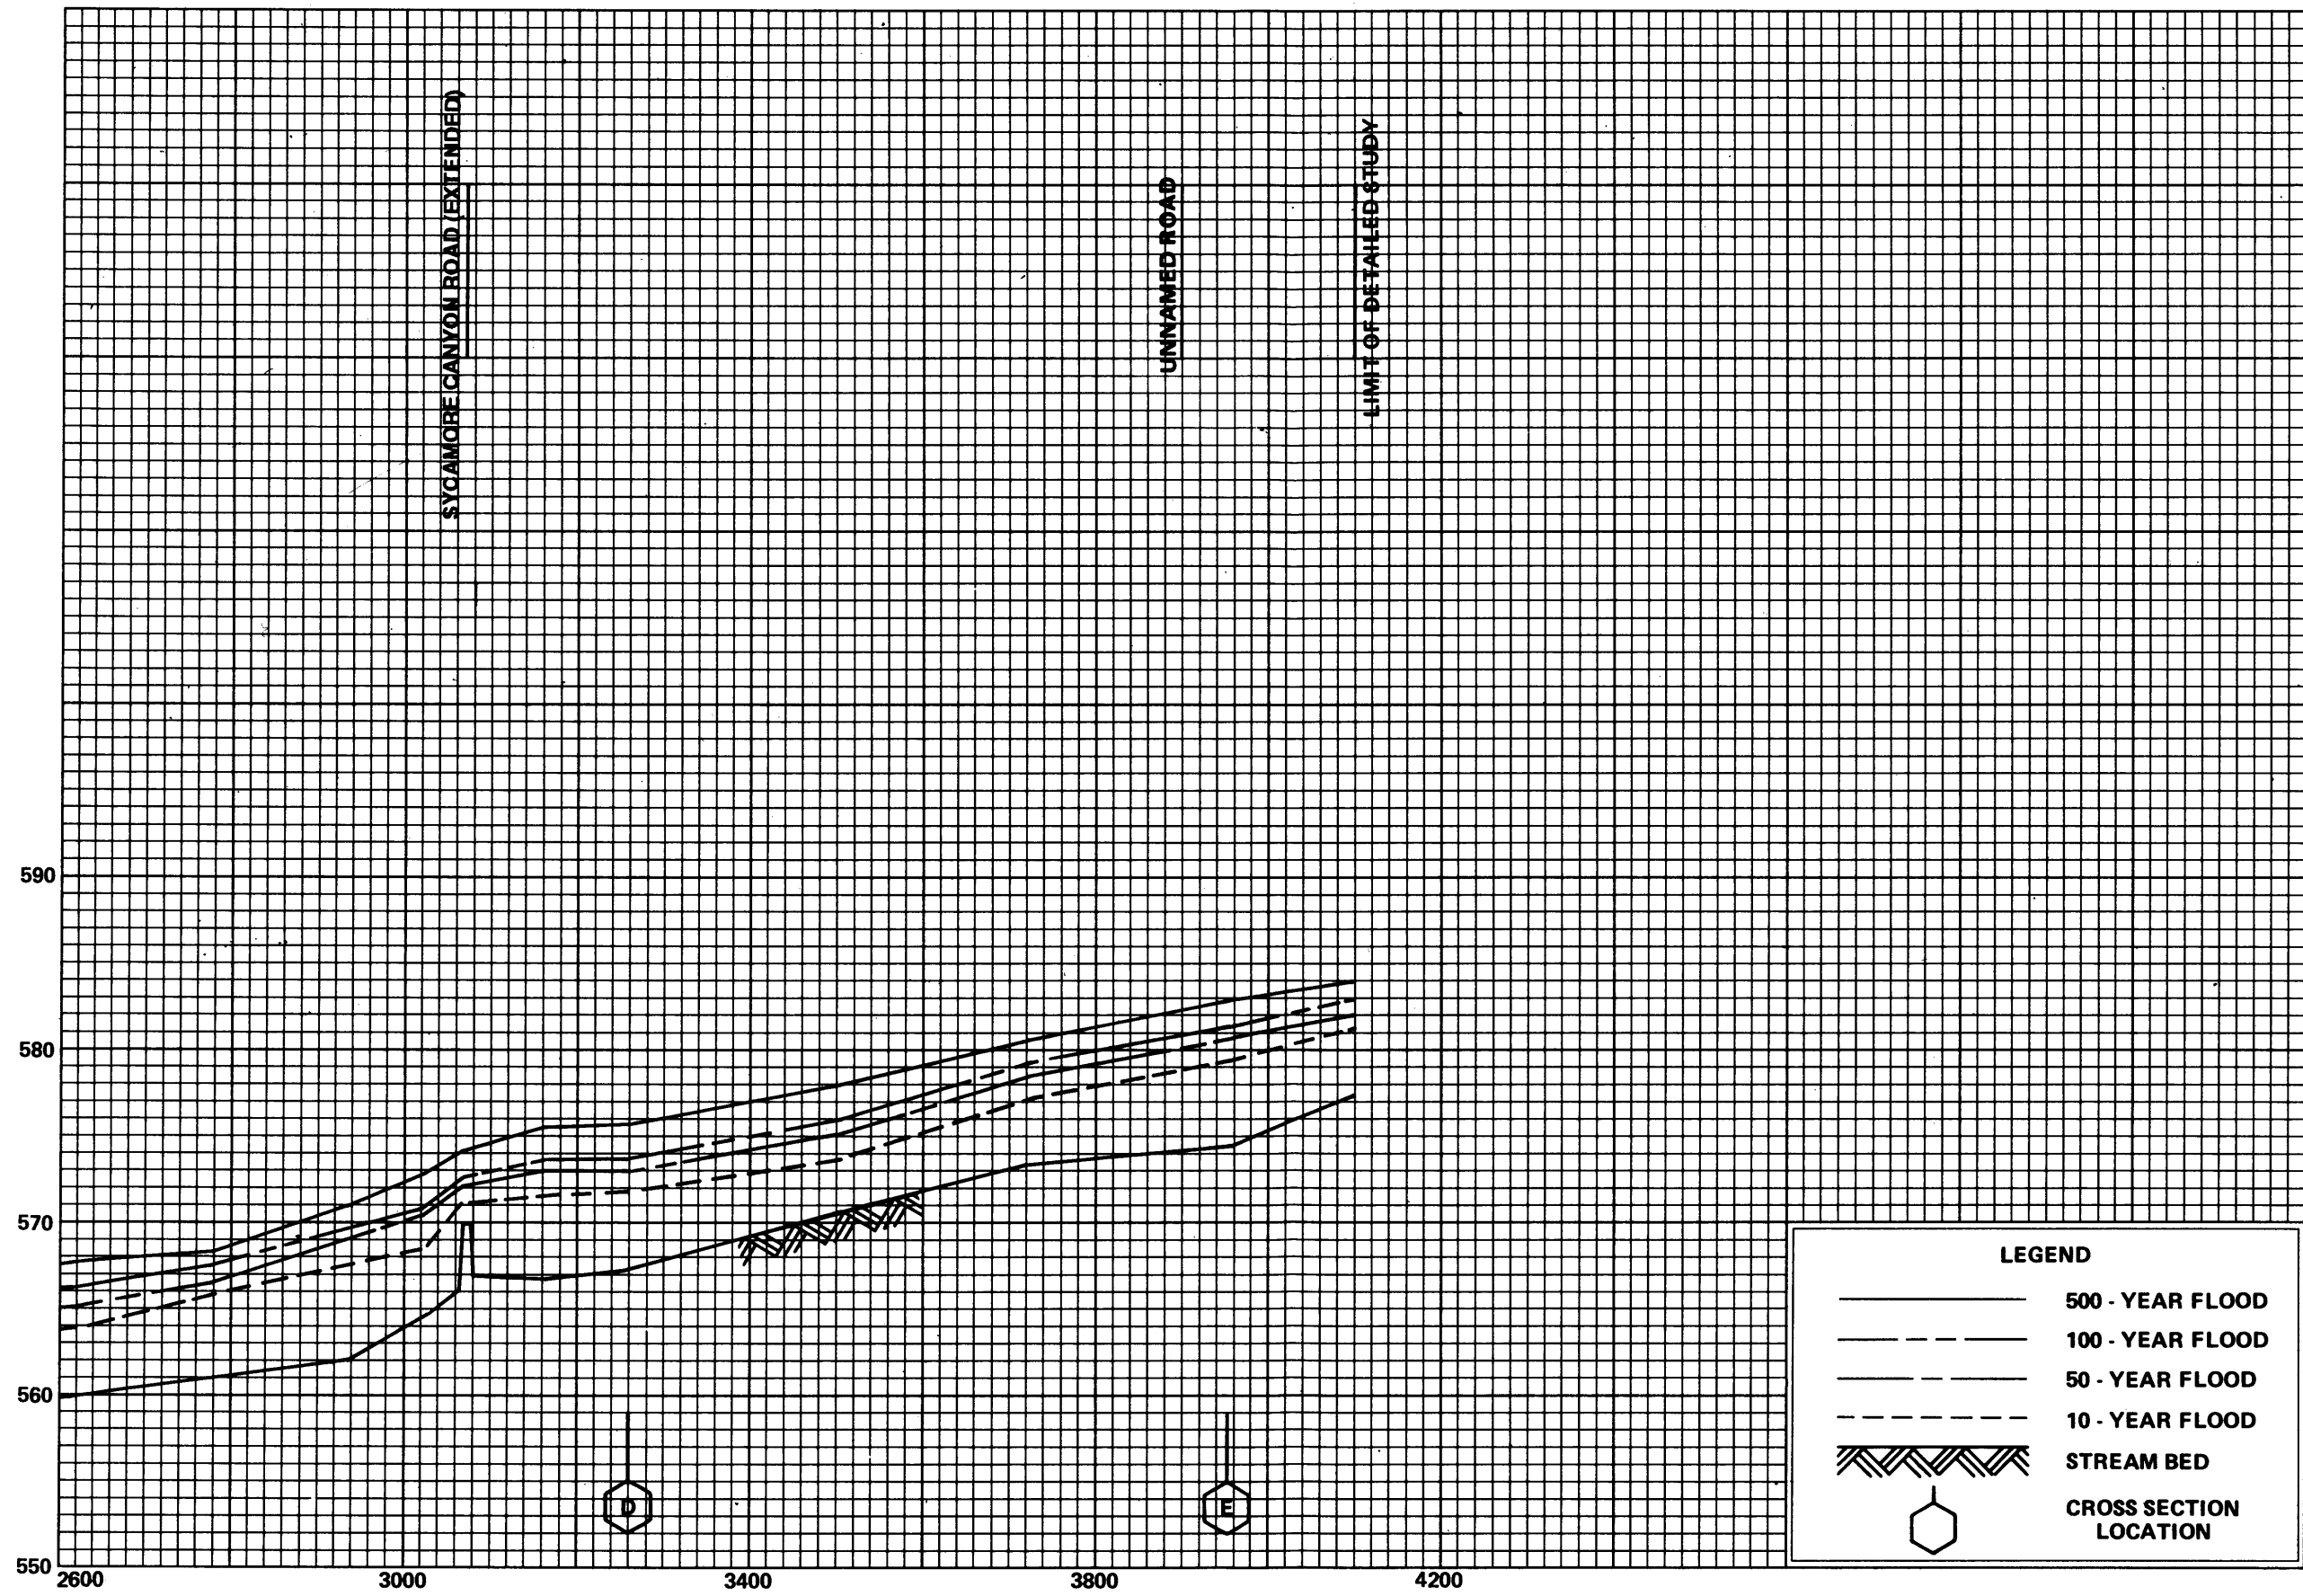 SYCAMORE CANYON ROAD (EXTENDED)
UNNAMED ROAD
LIMIT OF DETAILED STUDY
590
580
570
560
550
2600
3000
3400
3800
4200
D
E
LEGEND
500 - YEAR FLOOD
100 - YEAR FLOOD
50 - YEAR FLOOD
10 - YEAR FLOOD
STREAM BED
CROSS SECTION
LOCATION